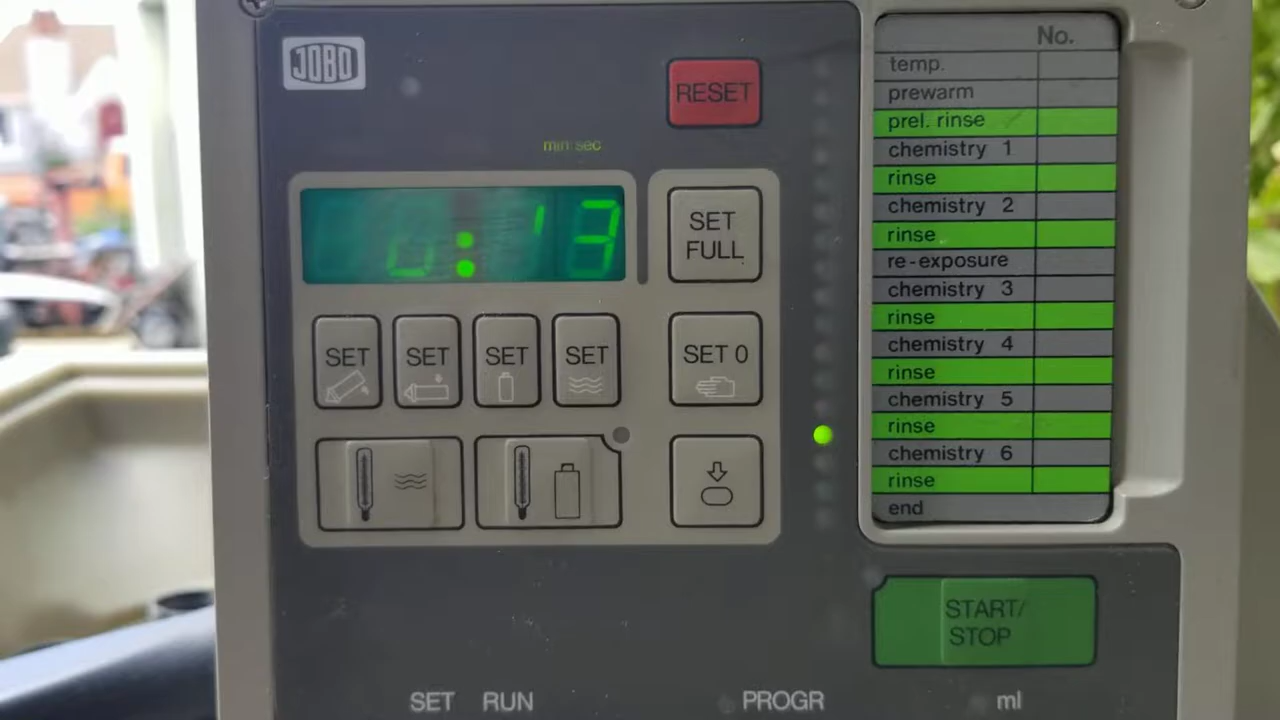 JOBO
RESET
min:sec
SET
FULL
SET
SET
SET
SET
SET 0
No.
temp.
prewarm
prel. rinse
chemistry 1
rinse
chemistry 2
rinse
re-exposure
chemistry 3
rinse
chemistry 4
rinse
chemistry 5
rinse
chemistry 6
rinse
end
START/
STOP
SET RUN PROGR ml